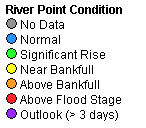 River Point Condition
No Data
Normal
Significant Rise
Near Bankfull
Above Bankfull
Above Flood Stage
Outlook (> 3 days)